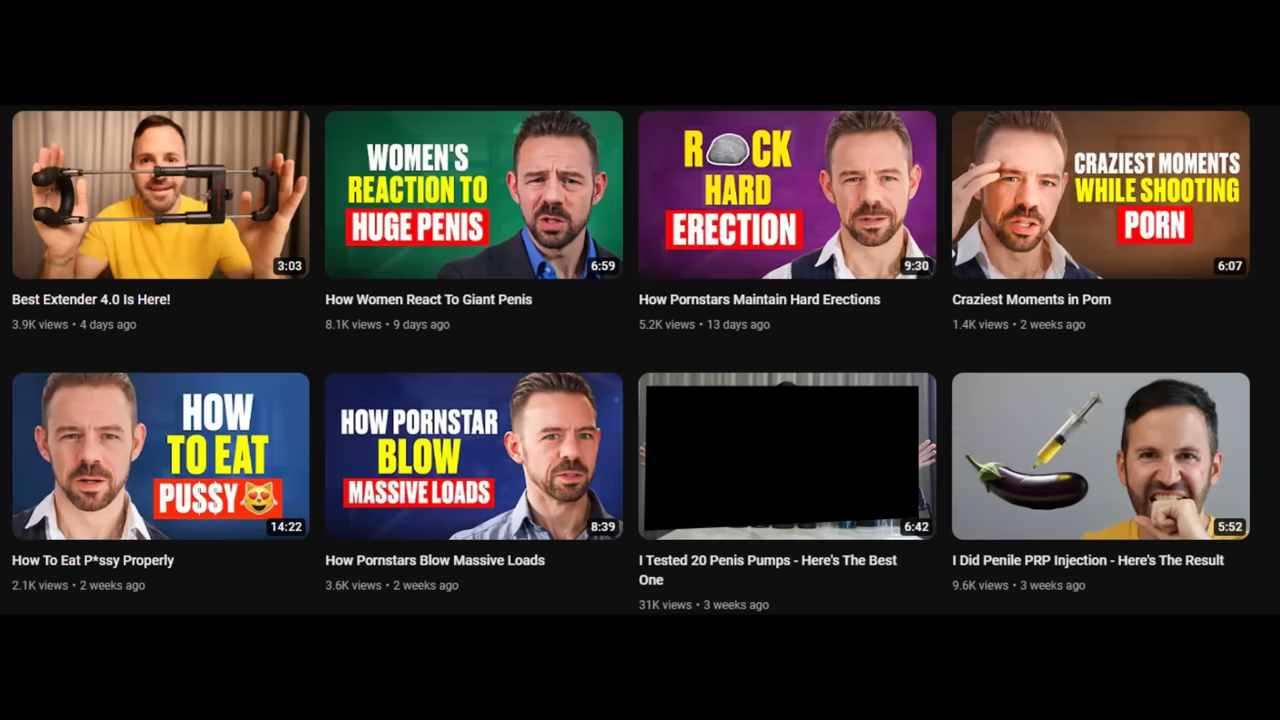 WOMEN'S
REACTION TO
HUGE PENIS
R CK
HARD
ERECTION
CRAZIEST MOMENTS
WHILE SHOOTING
PORN
3:03
6:59
9:30
6:07
Best Extender 4.0 Is Here!
How Women React To Giant Penis
How Pornstars Maintain Hard Erections
Craziest Moments in Porn
3.9K views • 4 days ago
8.1K views • 9 days ago
5.2K views • 13 days ago
1.4K views • 2 weeks ago
HOW
TO EAT
PU$$Y
HOW PORNSTAR
BLOW
MASSIVE LOADS
14:22
8:39
6:42
5:52
How To Eat P*ssy Properly
How Pornstars Blow Massive Loads
I Tested 20 Penis Pumps - Here's The Best
One
I Did Penile PRP Injection - Here's The Result
2.1K views • 2 weeks ago
3.6K views • 2 weeks ago
31K views • 3 weeks ago
9.6K views • 3 weeks ago